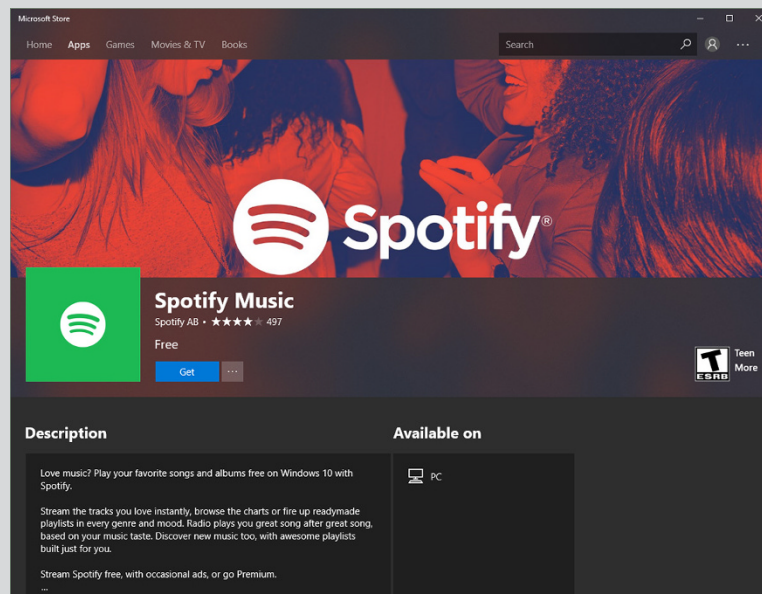 Microsoft Store
Home Apps Games Movies & TV Books Search
Spotify®
Spotify Music
Spotify AB • ★★★★★ 497
Free
Get ...
T
ESRB
Teen
More
Description
Available on
Love music? Play your favorite songs and albums free on Windows 10 with
Spotify.
Stream the tracks you love instantly, browse the charts or fire up readymade
playlists in every genre and mood. Radio plays you great song after great song,
based on your music taste. Discover new music too, with awesome playlists
built just for you.
Stream Spotify free, with occasional ads, or go Premium.
...
PC